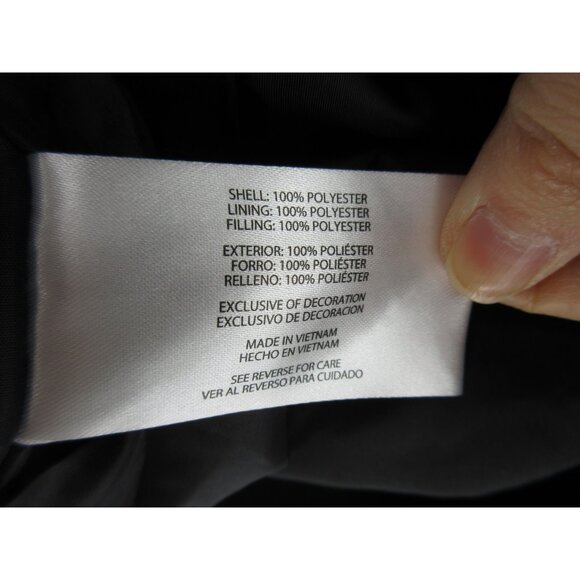 SHELL: 100% POLYESTER
LINING: 100% POLYESTER
FILLING: 100% POLYESTER
EXTERIOR: 100% POLIÉSTER
FORRO: 100% POLIÉSTER
RELLENO: 100% POLIÉSTER
EXCLUSIVE OF DECORATION
EXCLUSIVO DE DECORACION
MADE IN VIETNAM
HECHO EN VIETNAM
SEE REVERSE FOR CARE
VER AL REVERSO PARA CUIDADO